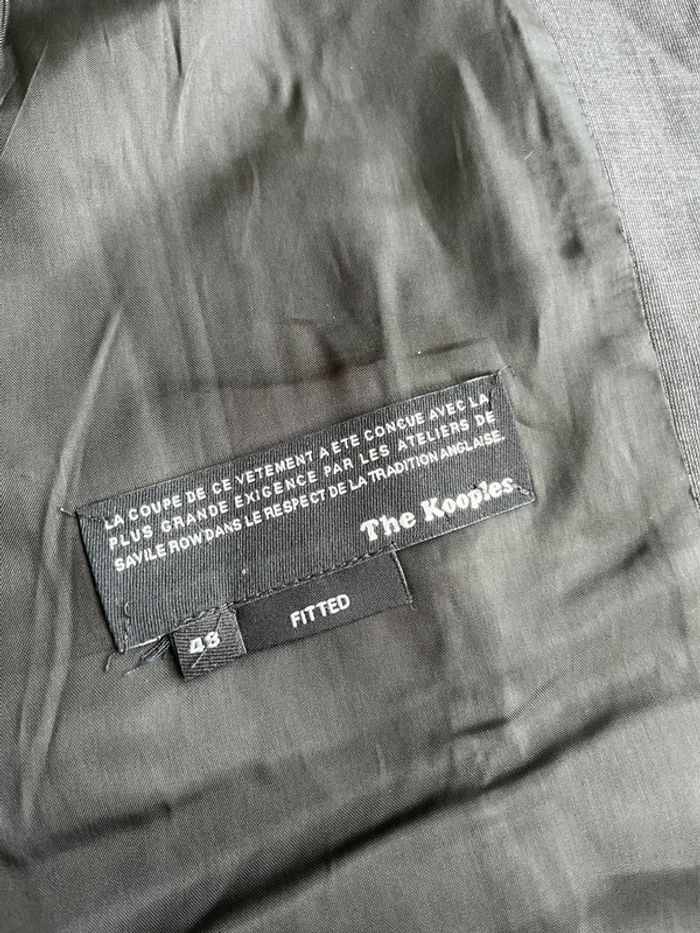 LA COUPE DE CE VETEMENT A ETE CONCUE AVEC LA
PLUS GRANDE EXIGENCE PAR LES ATELIERS DE
SAVILE ROW DANS LE RESPECT DE LA TRADITION ANGLAISE.
The Kooples
48
FITTED